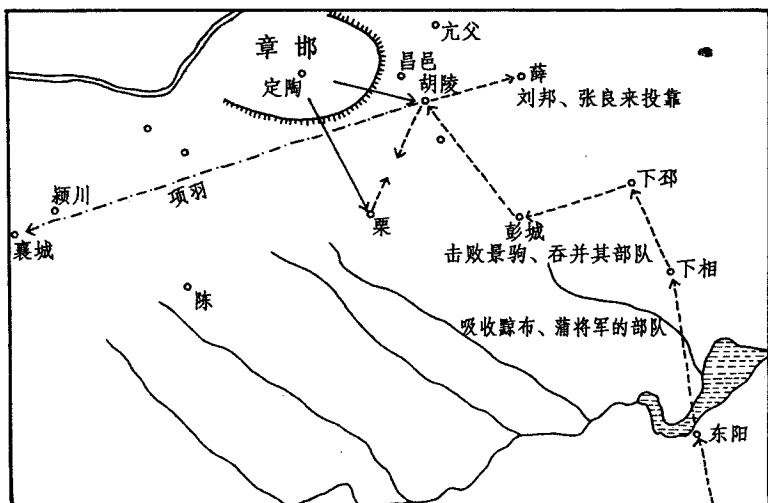 亢父
章邯
昌邑
定陶
胡陵
薛
刘邦、张良来投靠
颍川
项羽
下邳
襄城
栗
彭城
击败景驹、吞并其部队
下相
陈
吸收黥布、蒲将军的部队
东阳